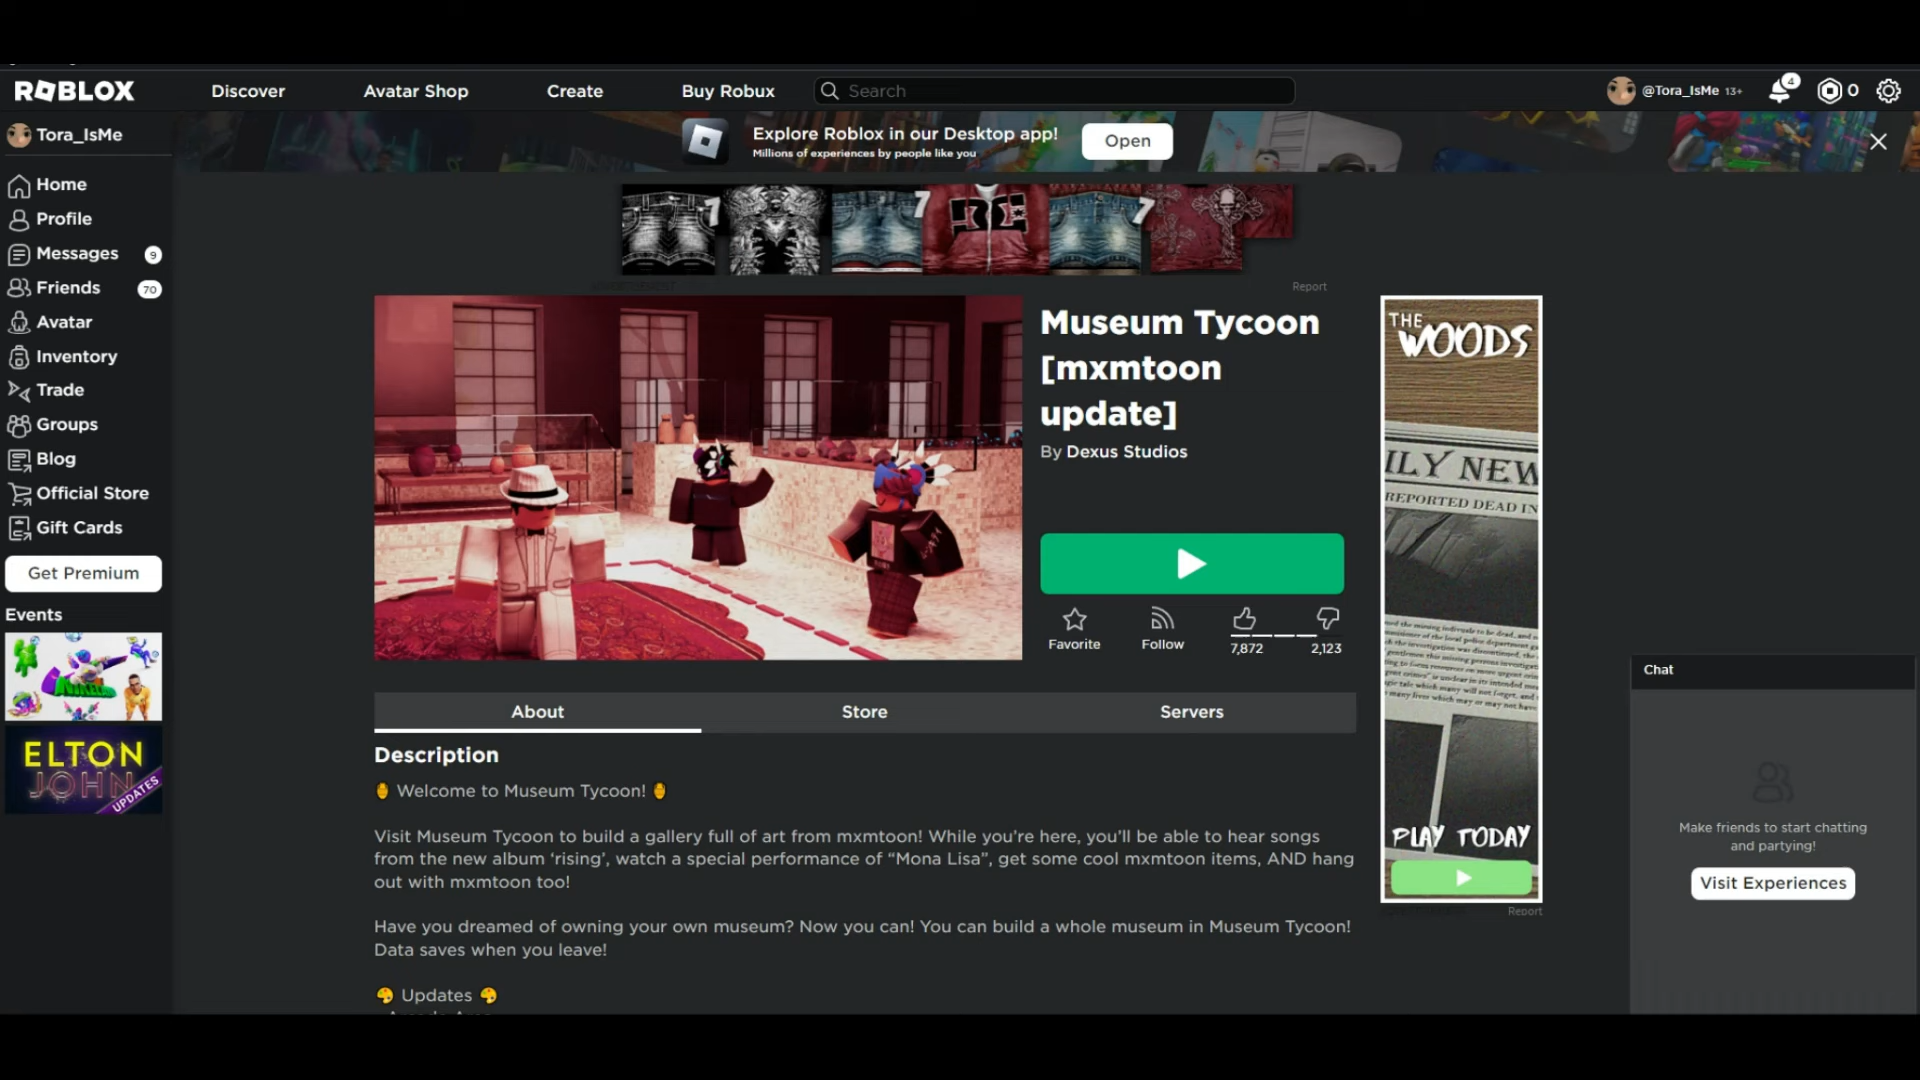 ROBLOX
Discover
Avatar Shop
Create
Buy Robux
Search
@Tora_IsMe 13+
4
0
Tora_IsMe
Explore Roblox in our Desktop app!
Millions of experiences by people like you
Open
Home
Profile
Messages 9
Friends 70
Avatar
Inventory
Trade
Groups
Blog
Official Store
Gift Cards
Get Premium
Events
ELTON
JOHN
UPDATES
7
7
7
Report
Museum Tycoon
[mxmtoon
update]
By Dexus Studios
Favorite
Follow
7,872
2,123
About
Store
Servers
Description
Welcome to Museum Tycoon!
Visit Museum Tycoon to build a gallery full of art from mxmtoon! While you're here, you'll be able to hear songs
from the new album ‘rising’, watch a special performance of “Mona Lisa”, get some cool mxmtoon items, AND hang
out with mxmtoon too!
Have you dreamed of owning your own museum? Now you can! You can build a whole museum in Museum Tycoon!
Data saves when you leave!
Updates
THE
WOODS
ILY NEW
REPORTED DEAD IN
PLAY TODAY
Report
Chat
Make friends to start chatting
and partying!
Visit Experiences